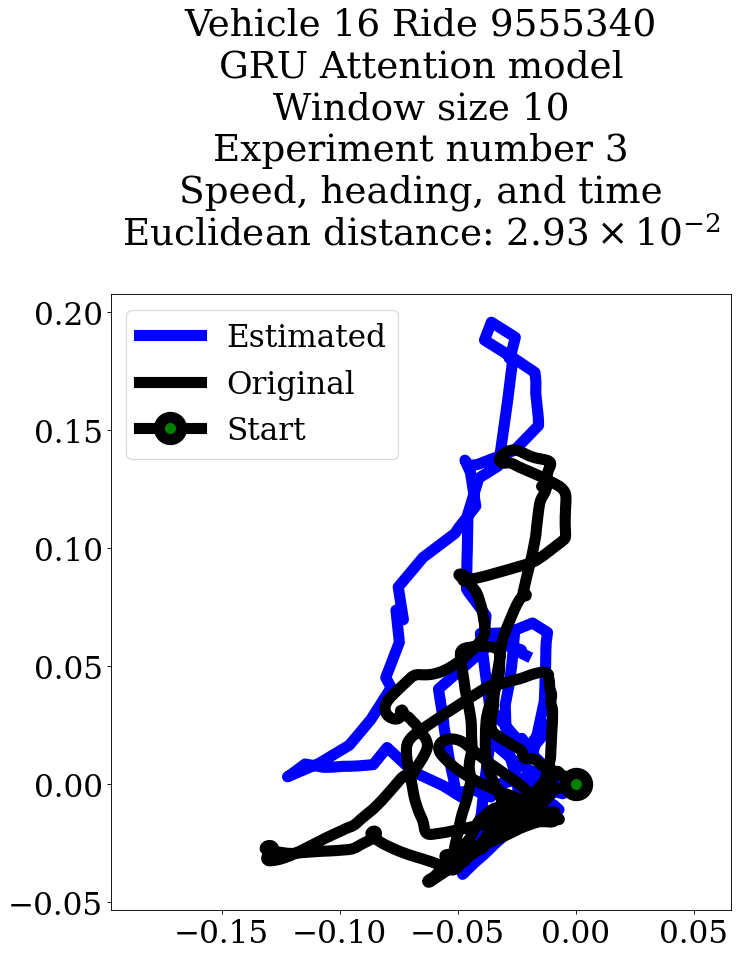 Vehicle 16 Ride 9555340
GRU Attention model
Window size 10
Experiment number 3
Speed, heading, and time
Euclidean distance: 2.93 × 10⁻²
Estimated
Original
Start
0.20
0.15
0.10
0.05
0.00
−0.05
−0.15 −0.10 −0.05 0.00 0.05